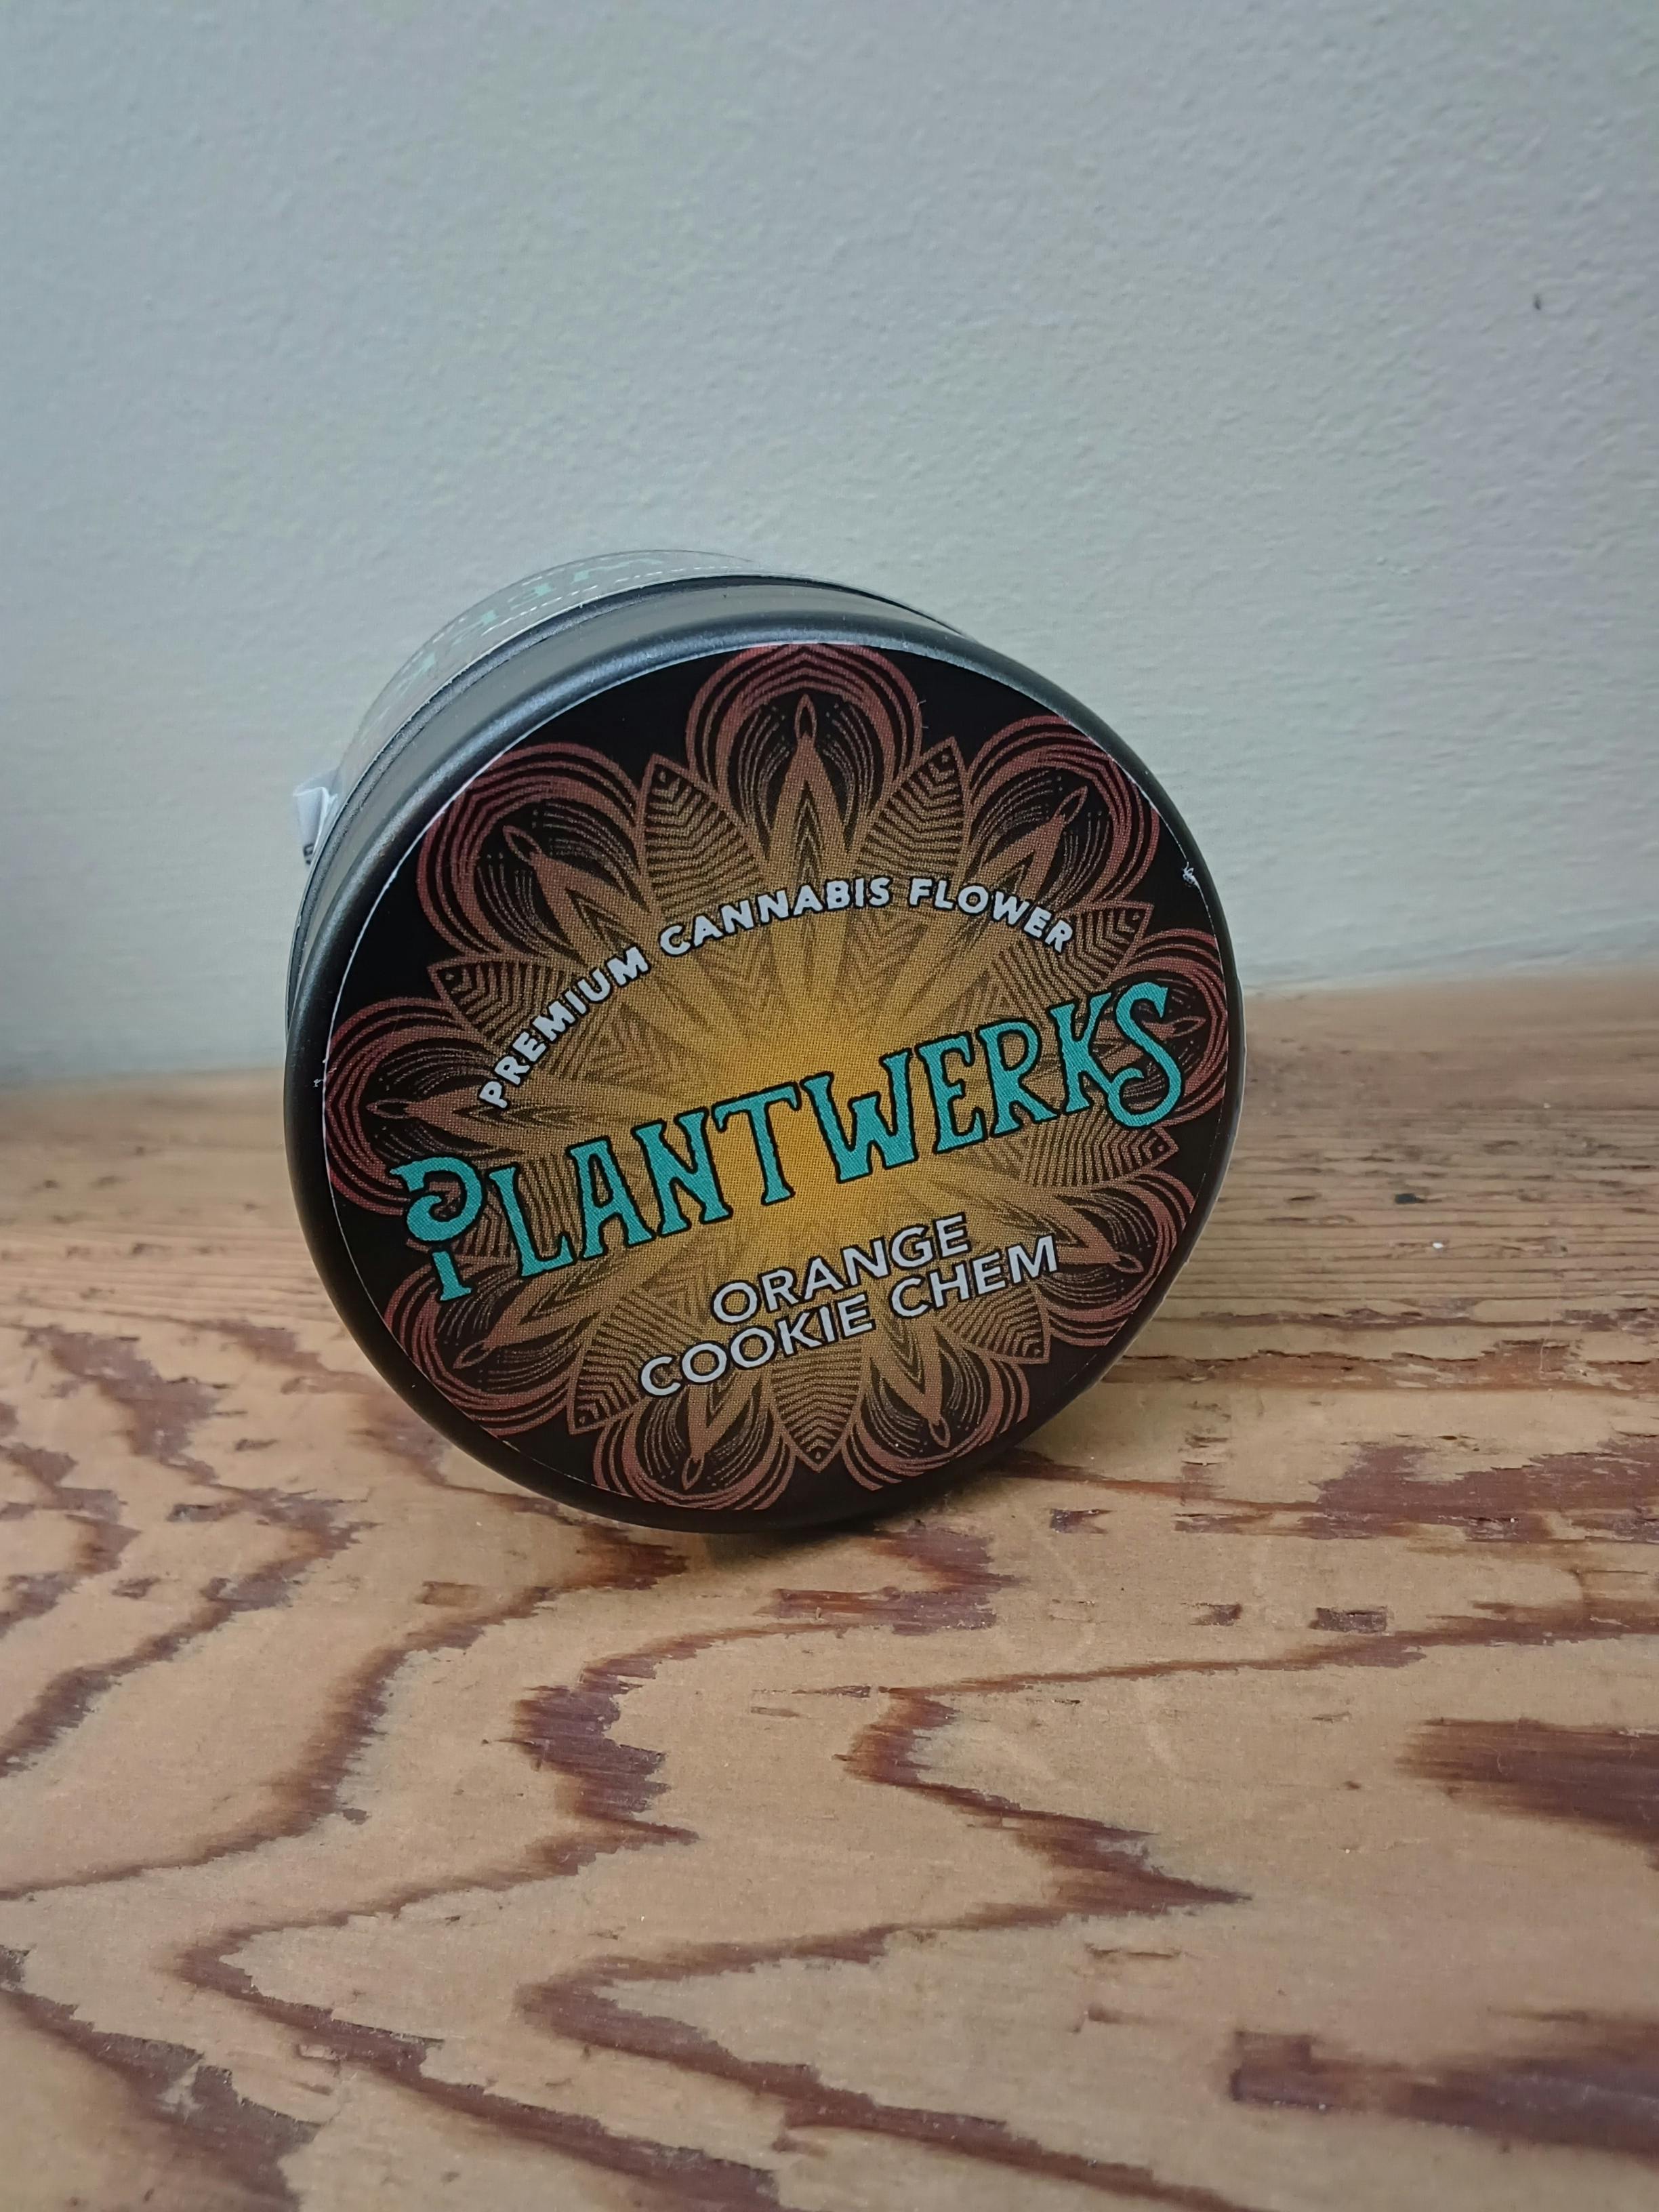 PREMIUM CANNABIS FLOWER
PLANTWERKS
ORANGE
COOKIE CHEM